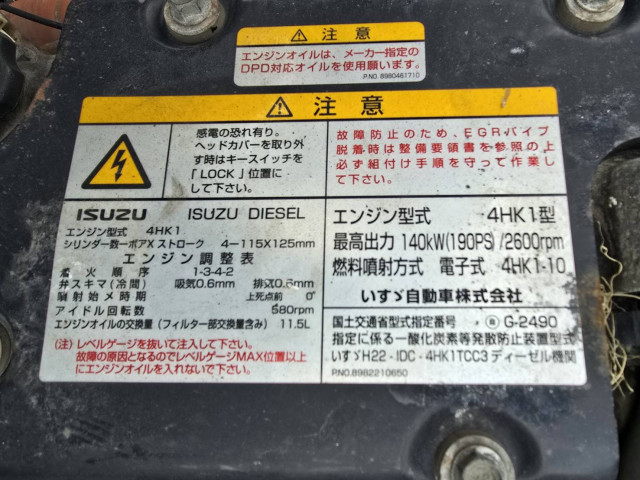 ⚠ 注意
エンジンオイルは、メーカー指定の
DPD対応オイルを使用願います。
P.NO. 8980461710
⚠ 注意
感電の恐れ有り。
ヘッドカバーを取り外
す時はキースイッチを
「LOCK」位置に
して下さい。
故障防止のため、EGRパイプ
脱着時は整備要領書を参照の上
必ず組付け手順を守って作業し
て下さい。
ISUZU ISUZU DIESEL
エンジン型式 4HK1
シリンダー数ーボアXストローク 4-115X125mm
エンジン調整表
着火順序 1-3-4-2
弁スキマ(冷間) 吸気0.6mm 排気0.6mm
噴射始メ時期 上死点前 0°
アイドル回転数 580rpm
エンジンオイルの交換量(フィルター部交換量含み) 11.5L
(注)レベルゲージを抜いて注入して下さい。
故障の原因となるのでレベルゲージMAX位置以上
にエンジンオイルを入れないで下さい。
エンジン型式 4HK1型
最高出力 140kW(190PS)/2600rpm
燃料噴射方式 電子式 4HK1-10
いすゞ自動車株式会社
国土交通省型式指定番号 G-2490
指定に係る一酸化炭素等発散防止装置型式
いすゞH22-IDC-4HK1TCC3ディーゼル機関
P.NO.8982210650